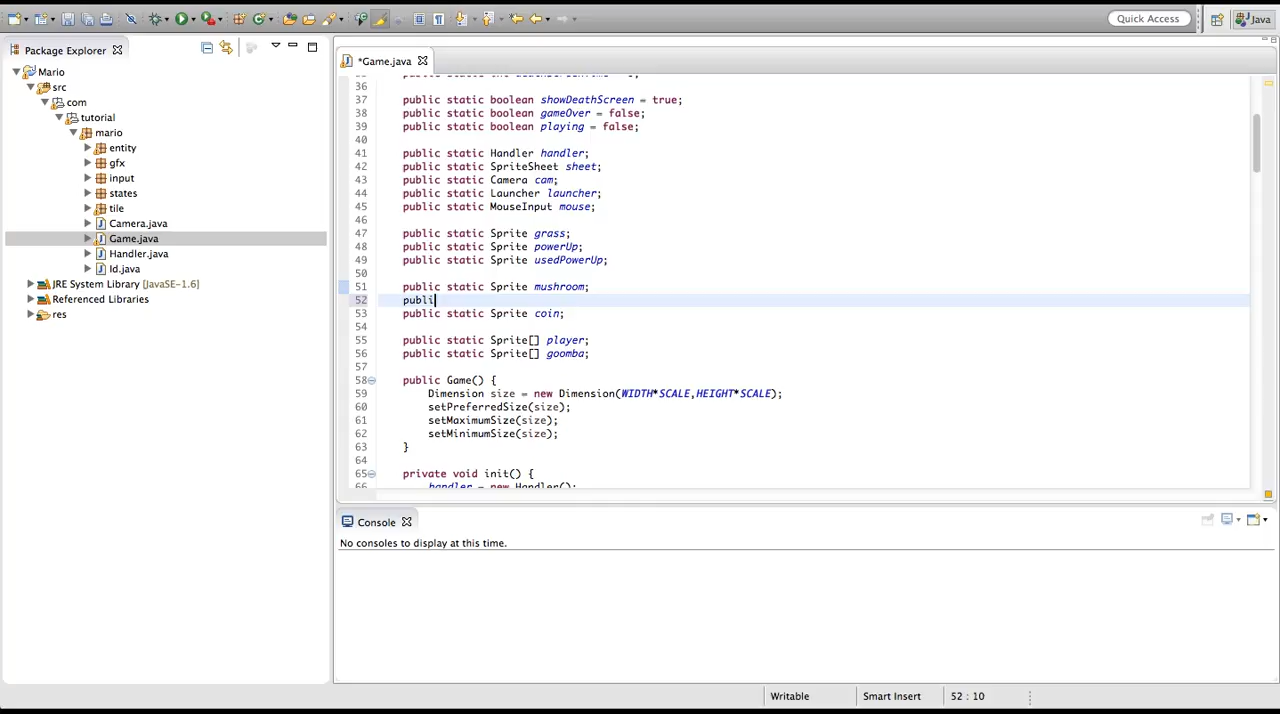 Quick Access
Java
Package Explorer
*Game.java
Mario
src
com
tutorial
mario
entity
gfx
input
states
tile
Camera.java
Game.java
Handler.java
Id.java
JRE System Library [JavaSE-1.6]
Referenced Libraries
res
36
37 public static boolean showDeathScreen = true;
38 public static boolean gameOver = false;
39 public static boolean playing = false;
40
41 public static Handler handler;
42 public static SpriteSheet sheet;
43 public static Camera cam;
44 public static Launcher launcher;
45 public static MouseInput mouse;
46
47 public static Sprite grass;
48 public static Sprite powerUp;
49 public static Sprite usedPowerUp;
50
51 public static Sprite mushroom;
52 publi
53 public static Sprite coin;
54
55 public static Sprite[] player;
56 public static Sprite[] goomba;
57
58 public Game() {
59 Dimension size = new Dimension(WIDTH*SCALE,HEIGHT*SCALE);
60 setPreferredSize(size);
61 setMaximumSize(size);
62 setMinimumSize(size);
63 }
64
65 private void init() {
66 handler = new Handler();
Console
No consoles to display at this time.
Writable
Smart Insert
52 : 10